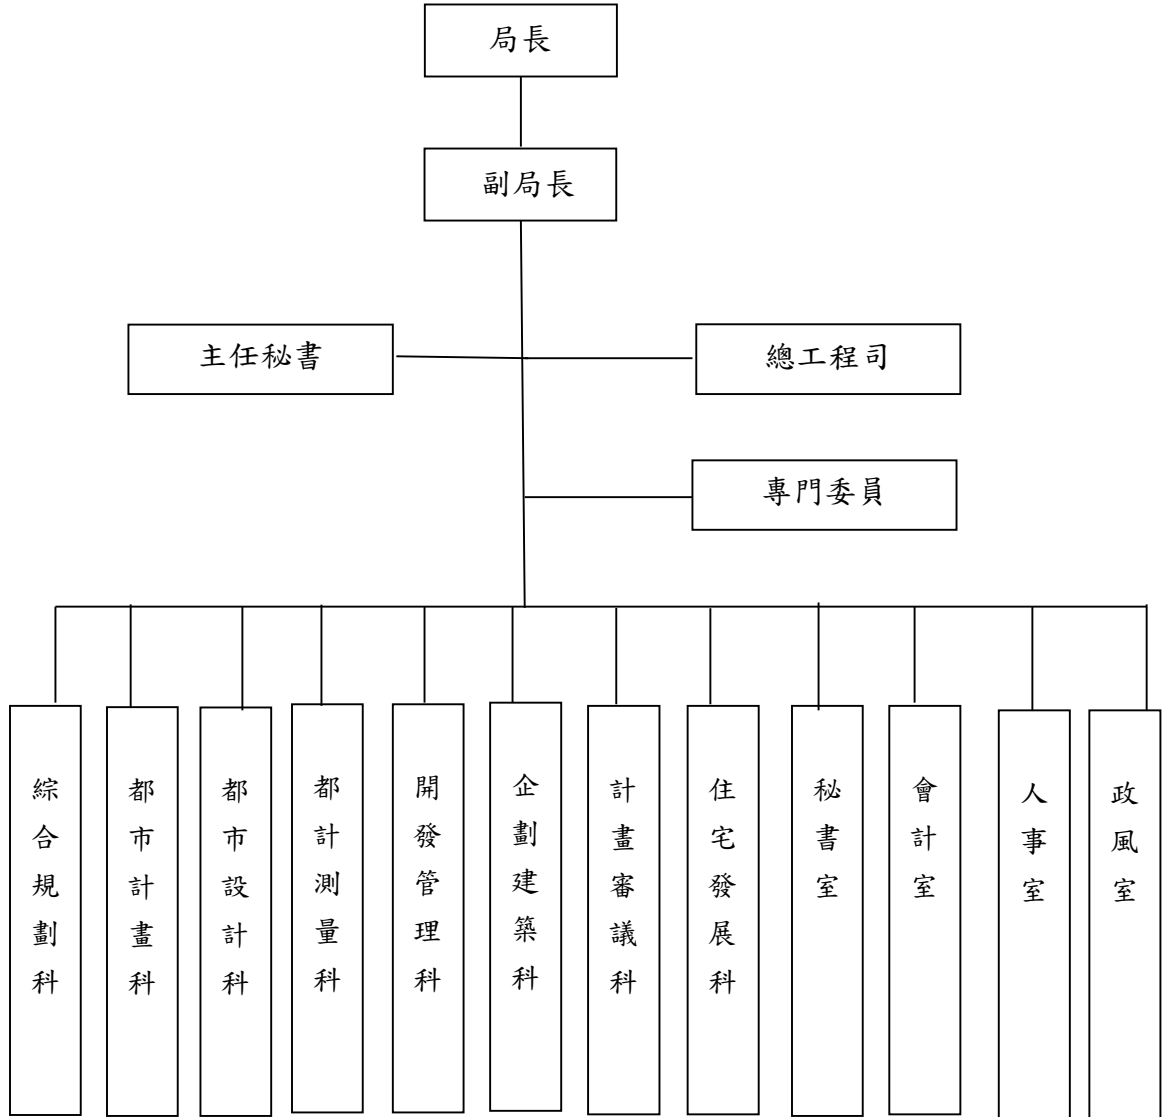 局長
副局長
主任秘書
總工程司
專門委員
綜合規劃科
都市計畫科
都市設計科
都計測量科
開發管理科
企劃建築科
計畫審議科
住宅發展科
秘書室
會計室
人事室
政風室